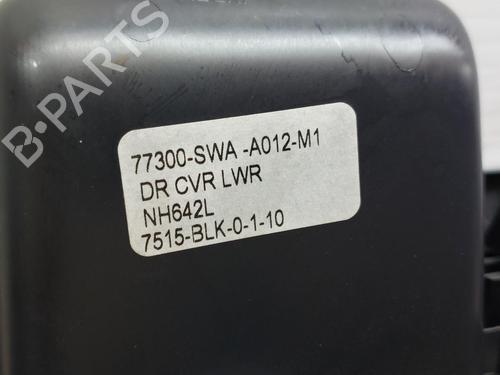 B-PARTS
77300-SWA -A012-M1
DR CVR LWR
NH642L
7515-BLK-0-1-10